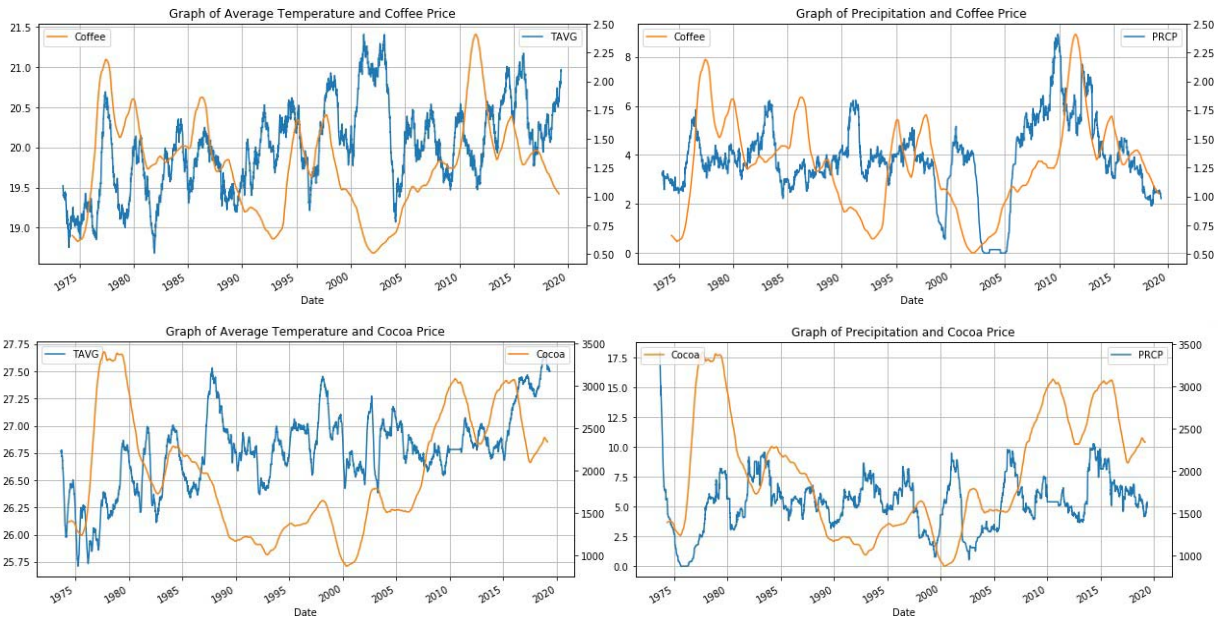 Graph of Average Temperature and Coffee Price
Coffee
TAVG
21.5
21.0
20.5
20.0
19.5
19.0
2.50
2.25
2.00
1.75
1.50
1.25
1.00
0.75
0.50
1975 1980 1985 1990 1995 2000 2005 2010 2015 2020
Date
Graph of Precipitation and Coffee Price
Coffee
PRCP
8
6
4
2
0
2.50
2.25
2.00
1.75
1.50
1.25
1.00
0.75
0.50
1975 1980 1985 1990 1995 2000 2005 2010 2015 2020
Date
Graph of Average Temperature and Cocoa Price
TAVG
Cocoa
27.75
27.50
27.25
27.00
26.75
26.50
26.25
26.00
25.75
3500
3000
2500
2000
1500
1000
1975 1980 1985 1990 1995 2000 2005 2010 2015 2020
Date
Graph of Precipitation and Cocoa Price
Cocoa
PRCP
17.5
15.0
12.5
10.0
7.5
5.0
2.5
0.0
3500
3000
2500
2000
1500
1000
1975 1980 1985 1990 1995 2000 2005 2010 2015 2020
Date